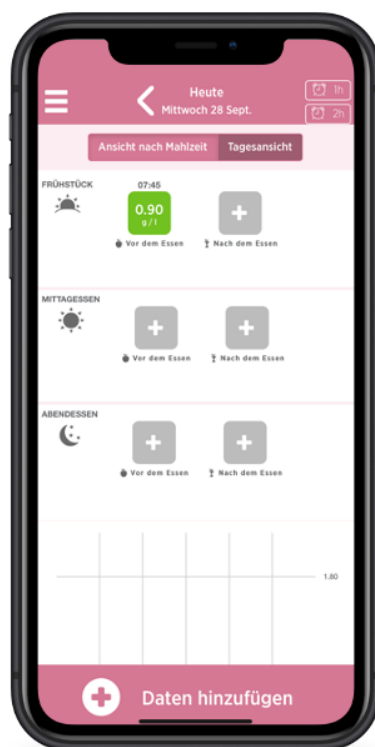 Heute
Mittwoch 28 Sept.
1h
2h
Ansicht nach Mahlzeit
Tagesansicht
FRÜHSTÜCK
07:45
0.90
g / l
Vor dem Essen
Nach dem Essen
MITTAGESSEN
Vor dem Essen
Nach dem Essen
ABENDESSEN
Vor dem Essen
Nach dem Essen
1.80
Daten hinzufügen